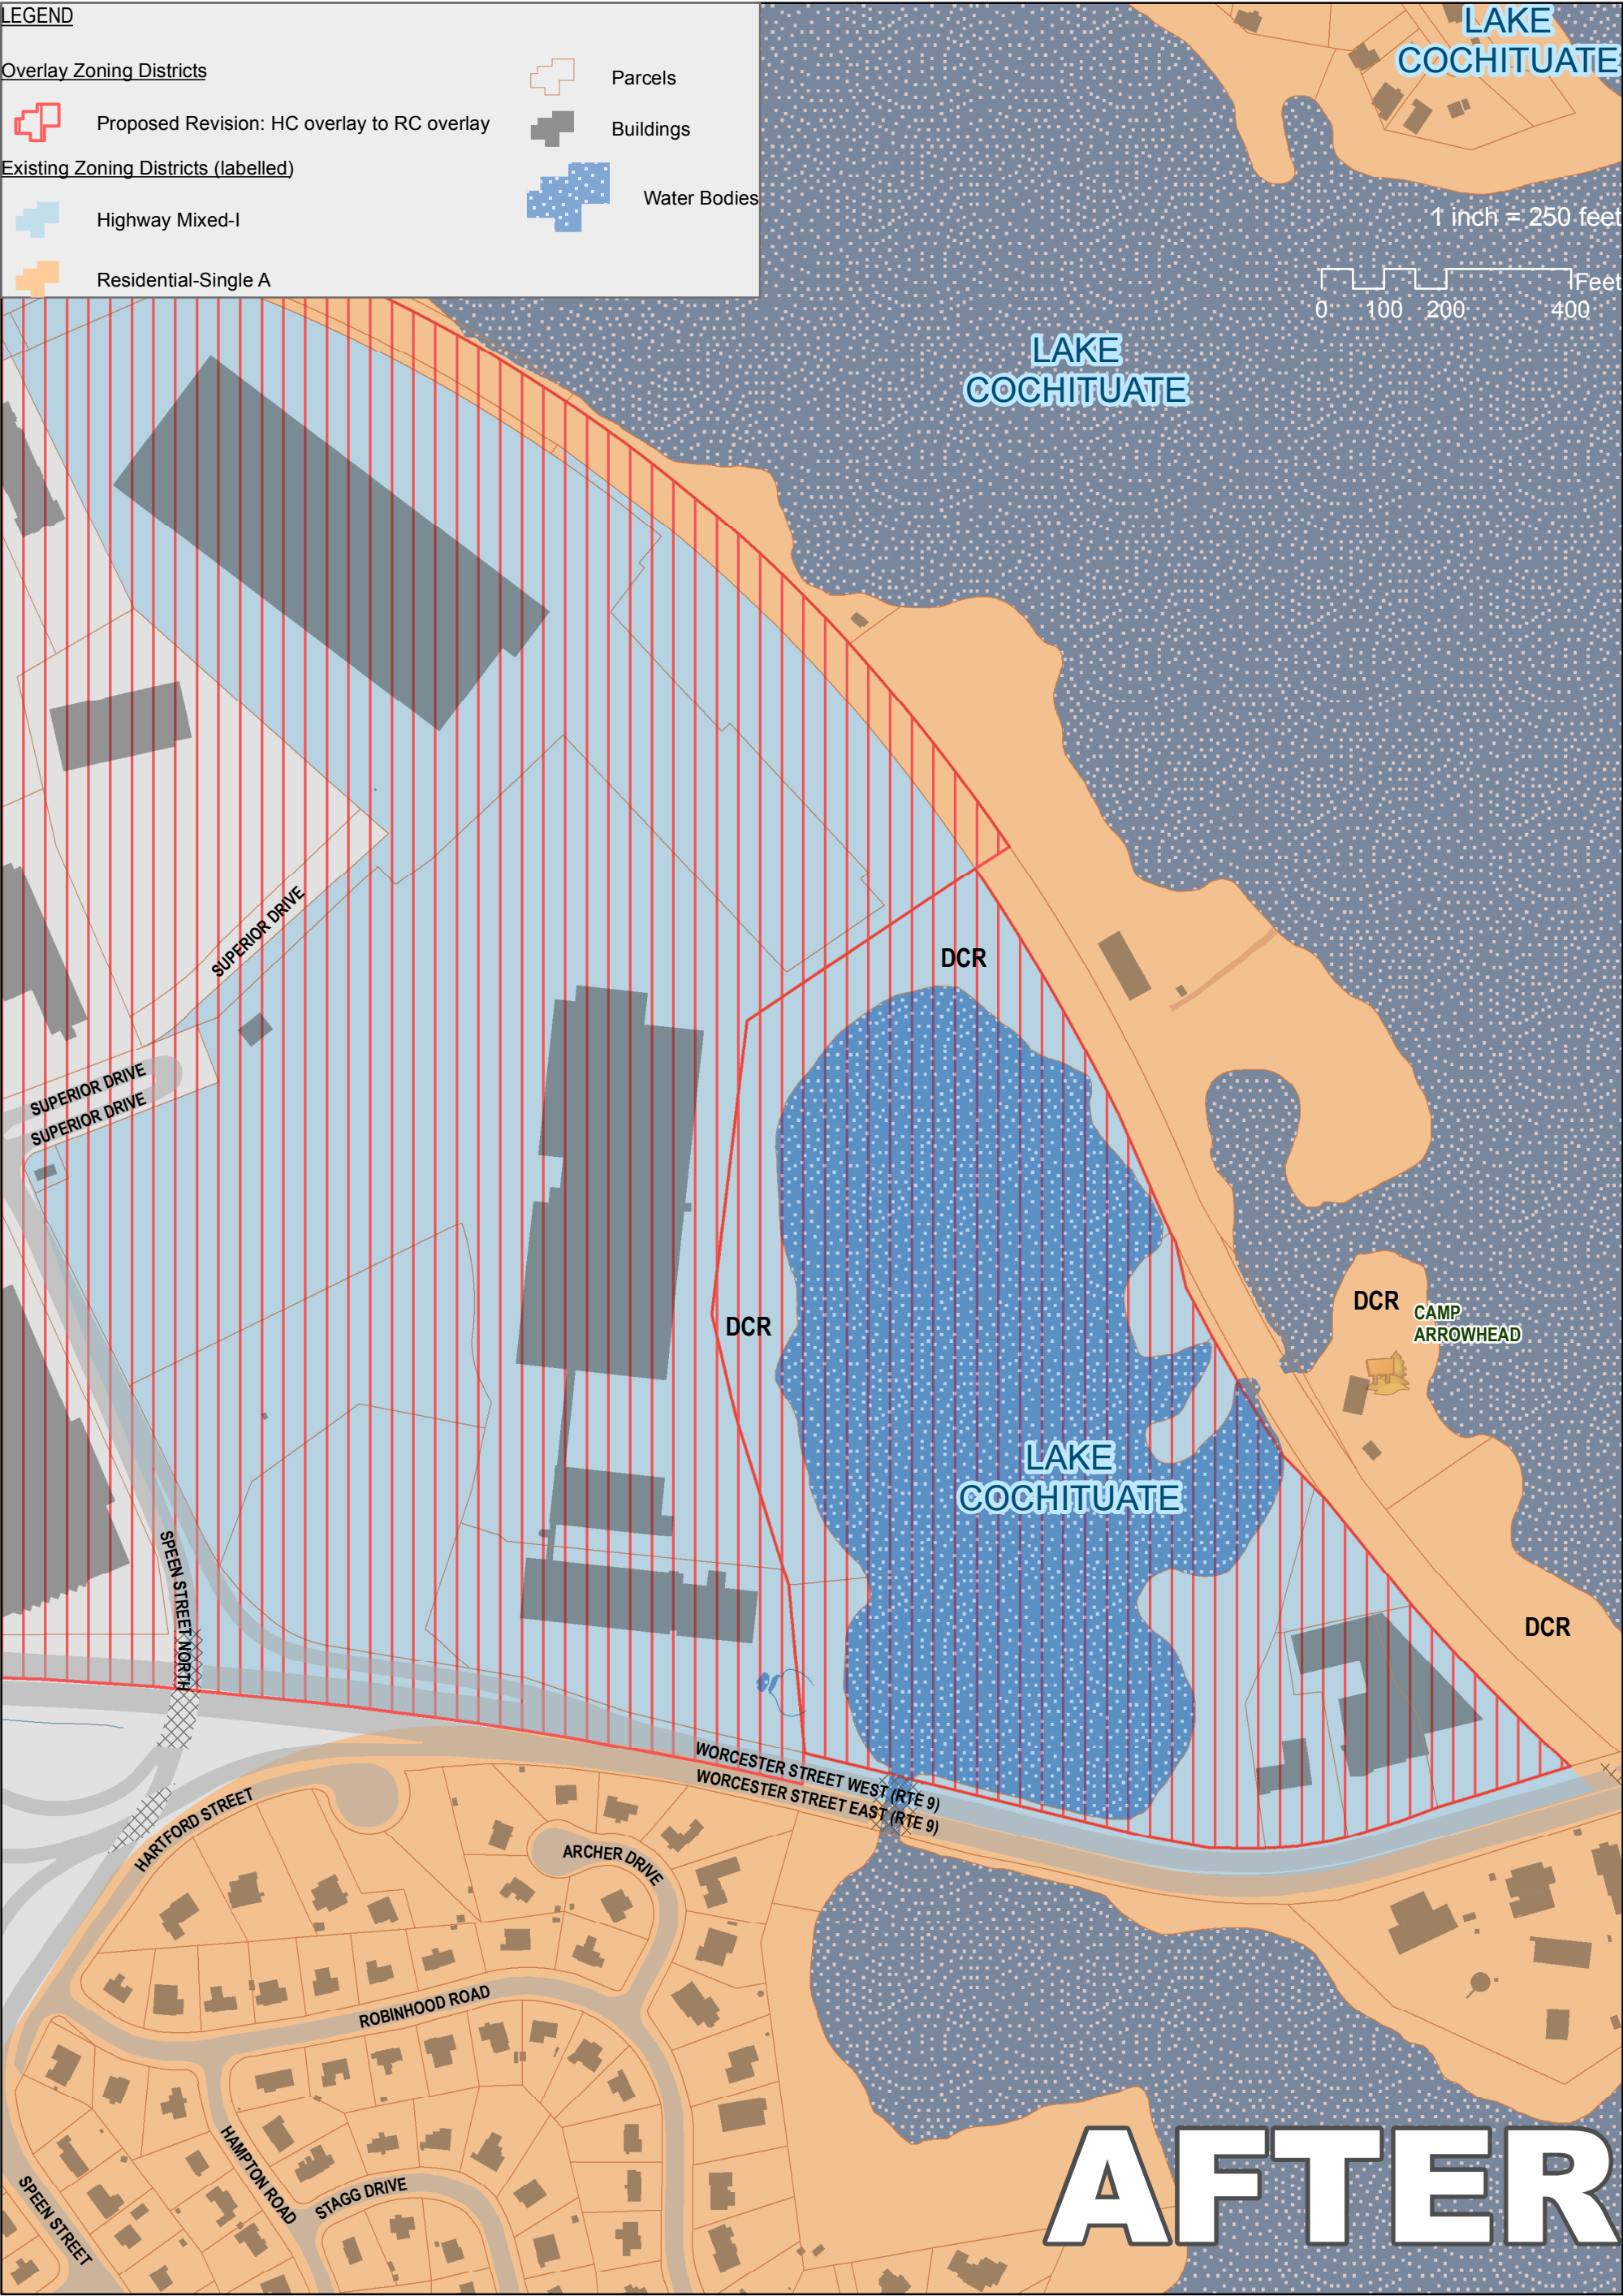 LEGEND
Overlay Zoning Districts
Proposed Revision: HC overlay to RC overlay
Existing Zoning Districts (labelled)
Highway Mixed-I
Residential-Single A
Parcels
Buildings
Water Bodies
LAKE
COCHITUATE
1 inch = 250 feet
Feet
0 100 200 400
LAKE
COCHITUATE
SUPERIOR DRIVE
DCR
SUPERIOR DRIVE
SUPERIOR DRIVE
DCR
DCR
CAMP
ARROWHEAD
LAKE
COCHITUATE
SPEEN STREET NORTH
DCR
WORCESTER STREET WEST (RTE 9)
WORCESTER STREET EAST (RTE 9)
HARTFORD STREET
ARCHER DRIVE
ROBINHOOD ROAD
HAMPTON ROAD
STAGG DRIVE
SPEEN STREET
AFTER